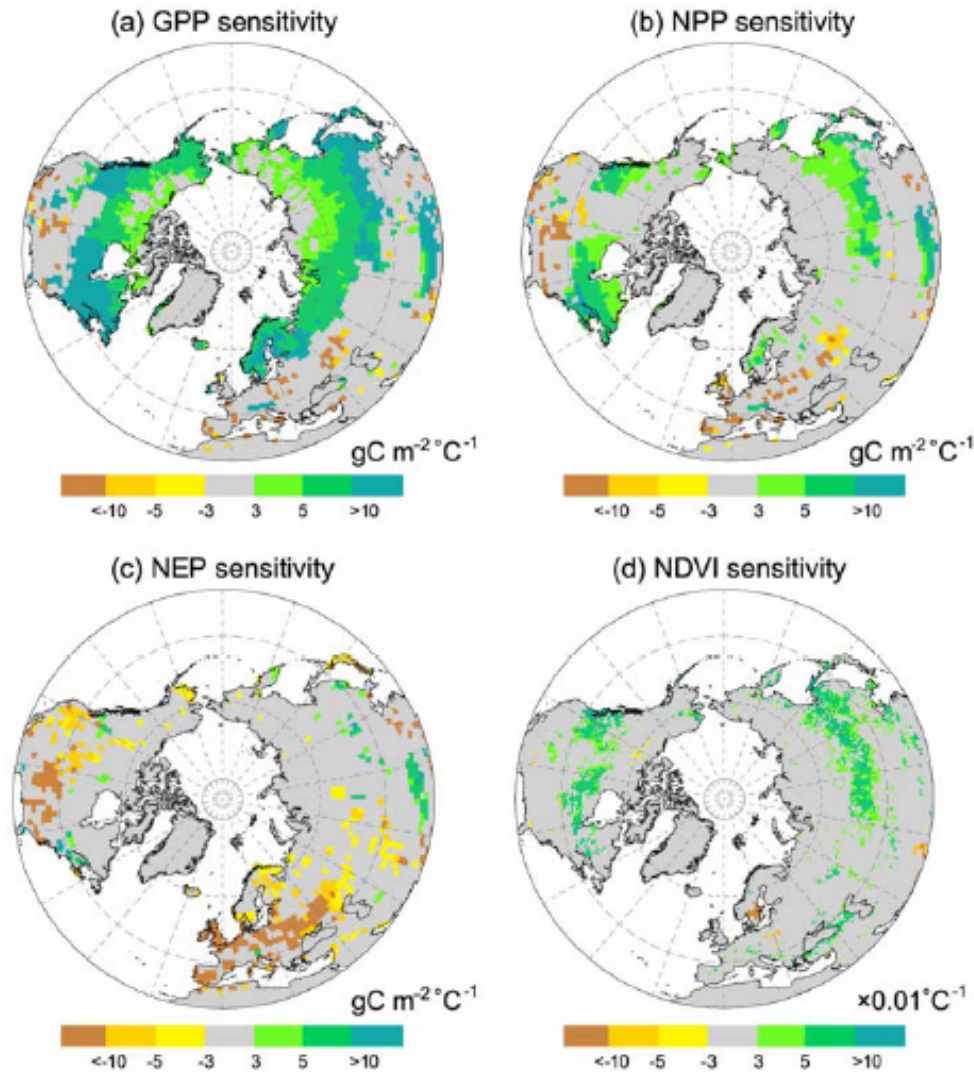 (a) GPP sensitivity
(b) NPP sensitivity
gC m⁻² °C⁻¹
gC m⁻² °C⁻¹
<-10 -5 -3 3 5 >10
<-10 -5 -3 3 5 >10
(c) NEP sensitivity
(d) NDVI sensitivity
gC m⁻² °C⁻¹
×0.01°C⁻¹
<-10 -5 -3 3 5 >10
<-10 -5 -3 3 5 >10